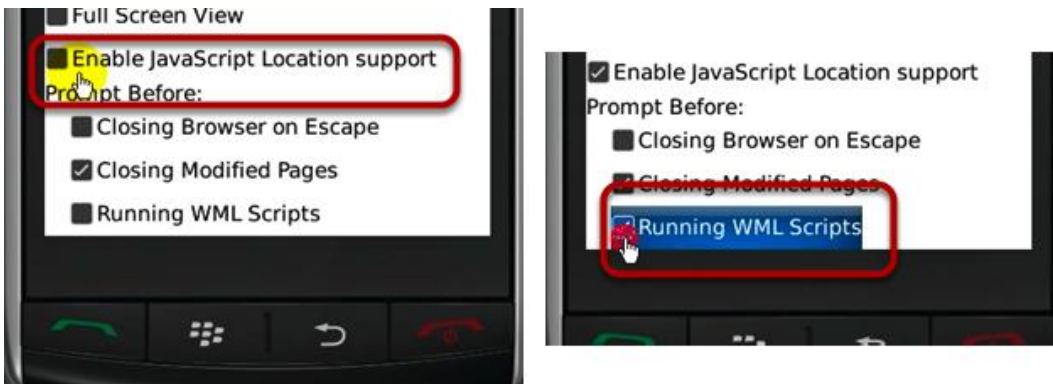 Full Screen View
Enable JavaScript Location support
Prompt Before:
Closing Browser on Escape
Closing Modified Pages
Running WML Scripts
Enable JavaScript Location support
Prompt Before:
Closing Browser on Escape
Closing Modified Pages
Running WML Scripts